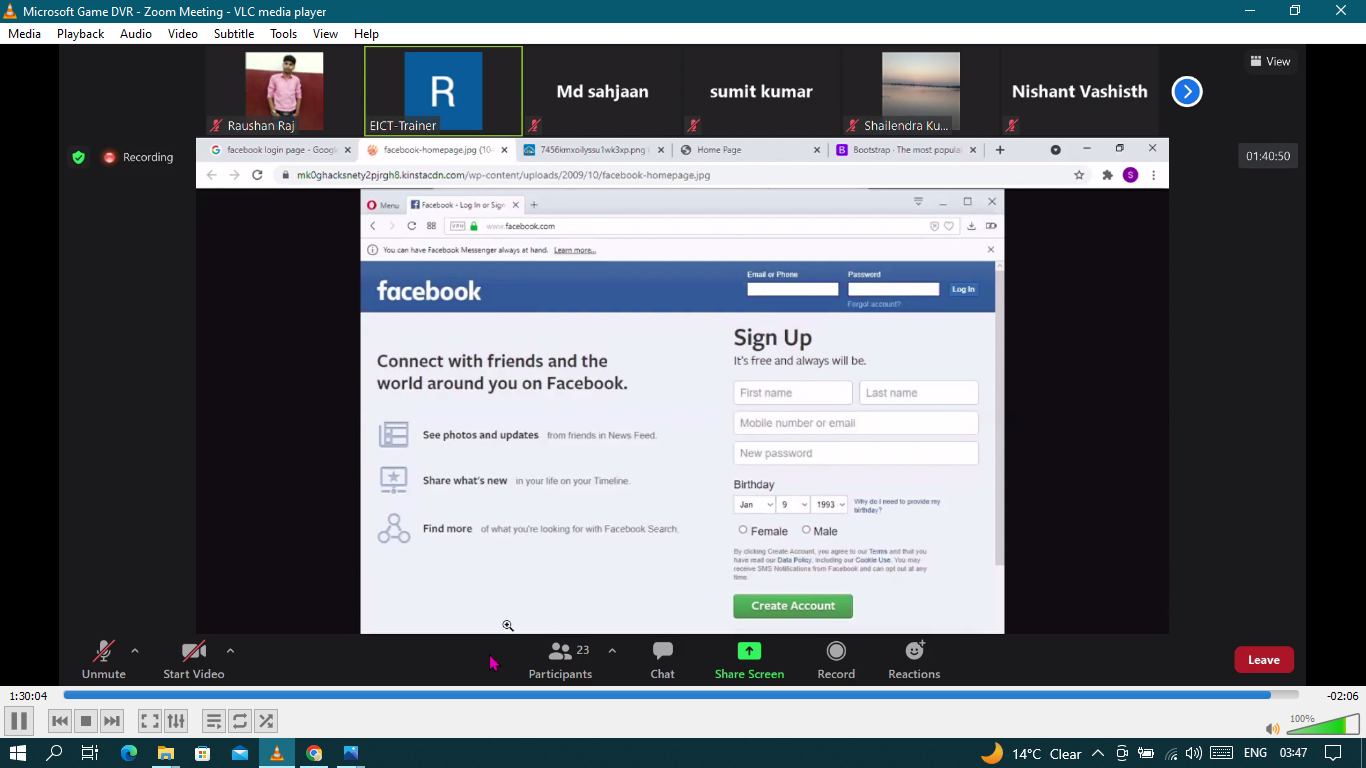 Microsoft Game DVR - Zoom Meeting - VLC media player
Media Playback Audio Video Subtitle Tools View Help
R
Md sahjaan
sumit kumar
Nishant Vashisth
View
Raushan Raj
EICT-Trainer
Shailendra Ku...
Recording
01:40:50
facebook login page - Googl
facebook-homepage.jpg (10
7456kmxoilyssu1wk3xp.png
Home Page
Bootstrap · The most popula
S
mk0ghacksnety2pjrgh8.kinstacdn.com/wp-content/uploads/2009/10/facebook-homepage.jpg
Menu
Facebook - Log In or Sign
VPN
www.facebook.com
You can have Facebook Messenger always at hand. Learn more...
facebook
Email or Phone
Password
Log In
Forgot account?
Connect with friends and the
world around you on Facebook.
See photos and updates from friends in News Feed.
Share what's new in your life on your Timeline.
Find more of what you're looking for with Facebook Search.
Sign Up
It's free and always will be.
First name
Last name
Mobile number or email
New password
Birthday
Jan 9 1993
Why do I need to provide my
birthday?
Female Male
By clicking Create Account, you agree to our Terms and that you
have read our Data Policy, including our Cookie Use. You may
receive SMS Notifications from Facebook and can opt out at any
time.
Create Account
Unmute
Start Video
23
Participants
Chat
Share Screen
Record
Reactions
Leave
1:30:04
-02:06
100%
14°C Clear
ENG
03:47